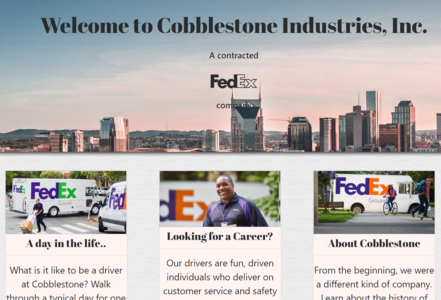 Welcome to Cobblestone Industries, Inc.
A contracted
FedEx
company
FedEx
FedEx
FedEx
FedEx
Ground
A day in the life..
Looking for a Career?
About Cobblestone
What is it like to be a driver
at Cobblestone? Walk
through a typical day for one
Our drivers are fun, driven
individuals who deliver on
customer service and safety
From the beginning, we were
a different kind of company.
Learn about the history of